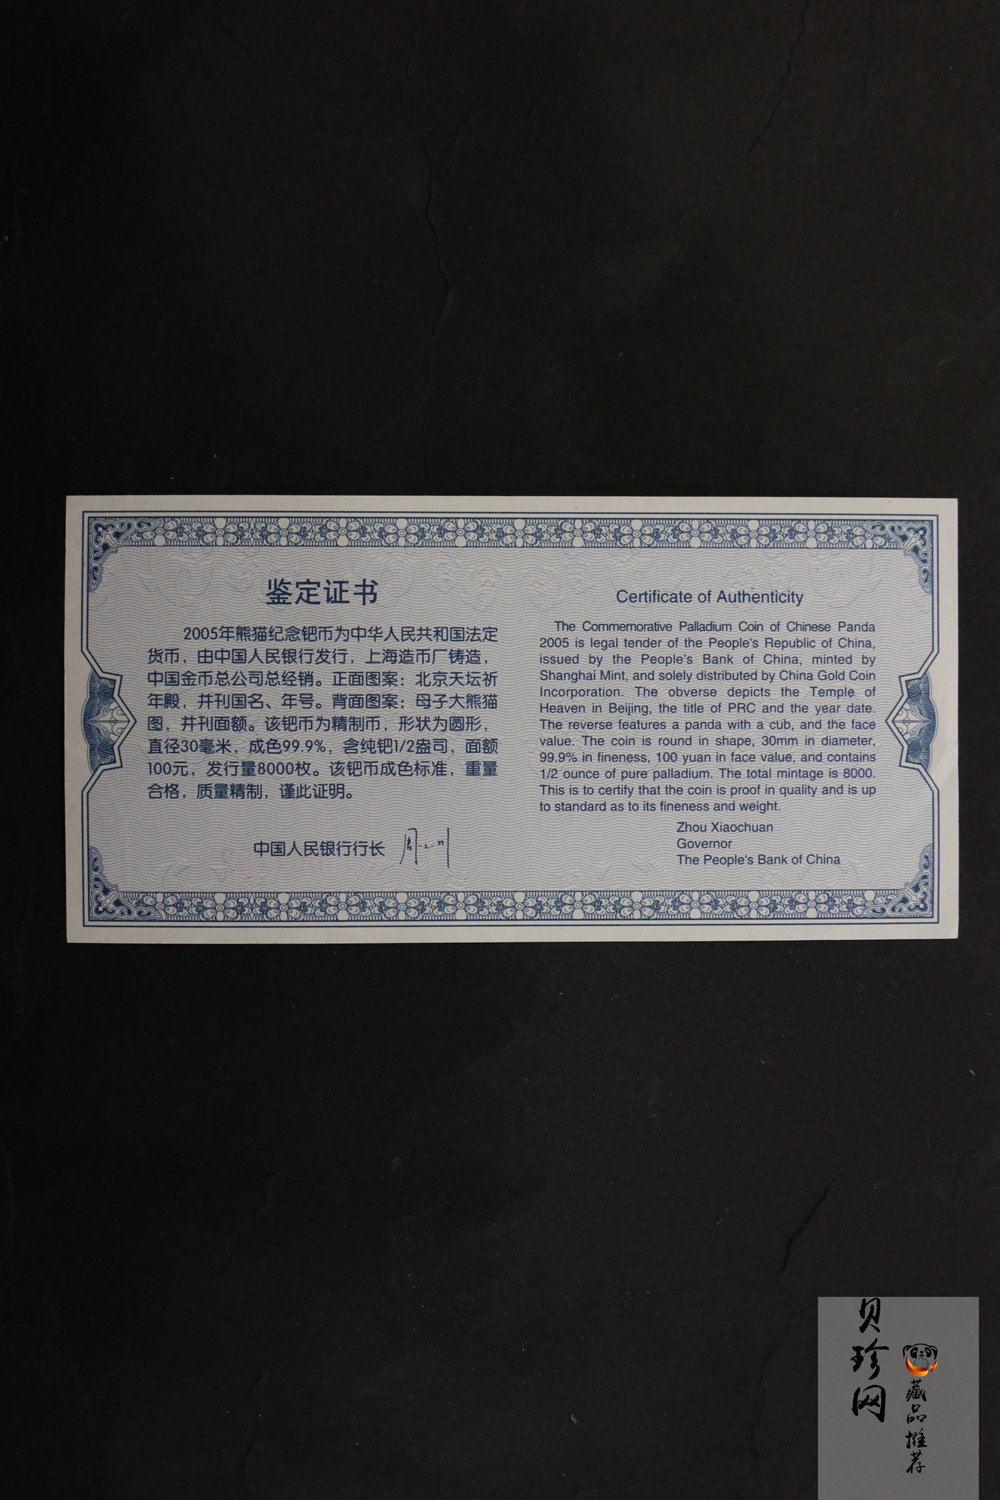 鉴定证书
2005年熊猫纪念钯币为中华人民共和国法定
货币，由中国人民银行发行，上海造币厂铸造，
中国金币总公司总经销。正面图案：北京天坛祈
年殿，并刊国名、年号。背面图案：母子大熊猫
图，并刊面额。该钯币为精制币，形状为圆形，
直径30毫米，成色99.9%，含纯钯1/2盎司，面额
100元，发行量8000枚。该钯币成色标准，重量
合格，质量精制，谨此证明。
中国人民银行行长 周小川
Certificate of Authenticity
The Commemorative Palladium Coin of Chinese Panda
2005 is legal tender of the People's Republic of China,
issued by the People's Bank of China, minted by
Shanghai Mint, and solely distributed by China Gold Coin
Incorporation. The obverse depicts the Temple of
Heaven in Beijing, the title of PRC and the year date.
The reverse features a panda with a cub, and the face
value. The coin is round in shape, 30mm in diameter,
99.9% in fineness, 100 yuan in face value, and contains
1/2 ounce of pure palladium. The total mintage is 8000.
This is to certify that the coin is proof in quality and is up
to standard as to its fineness and weight.
Zhou Xiaochuan
Governor
The People's Bank of China
贝珍网
藏品推荐